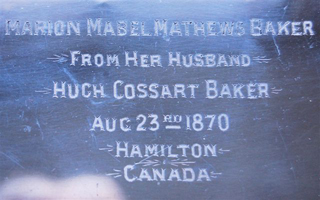 MARION MABEL MATHEWS BAKER
FROM HER HUSBAND
HUGH COSSART BAKER
AUG 23RD 1870
HAMILTON
CANADA